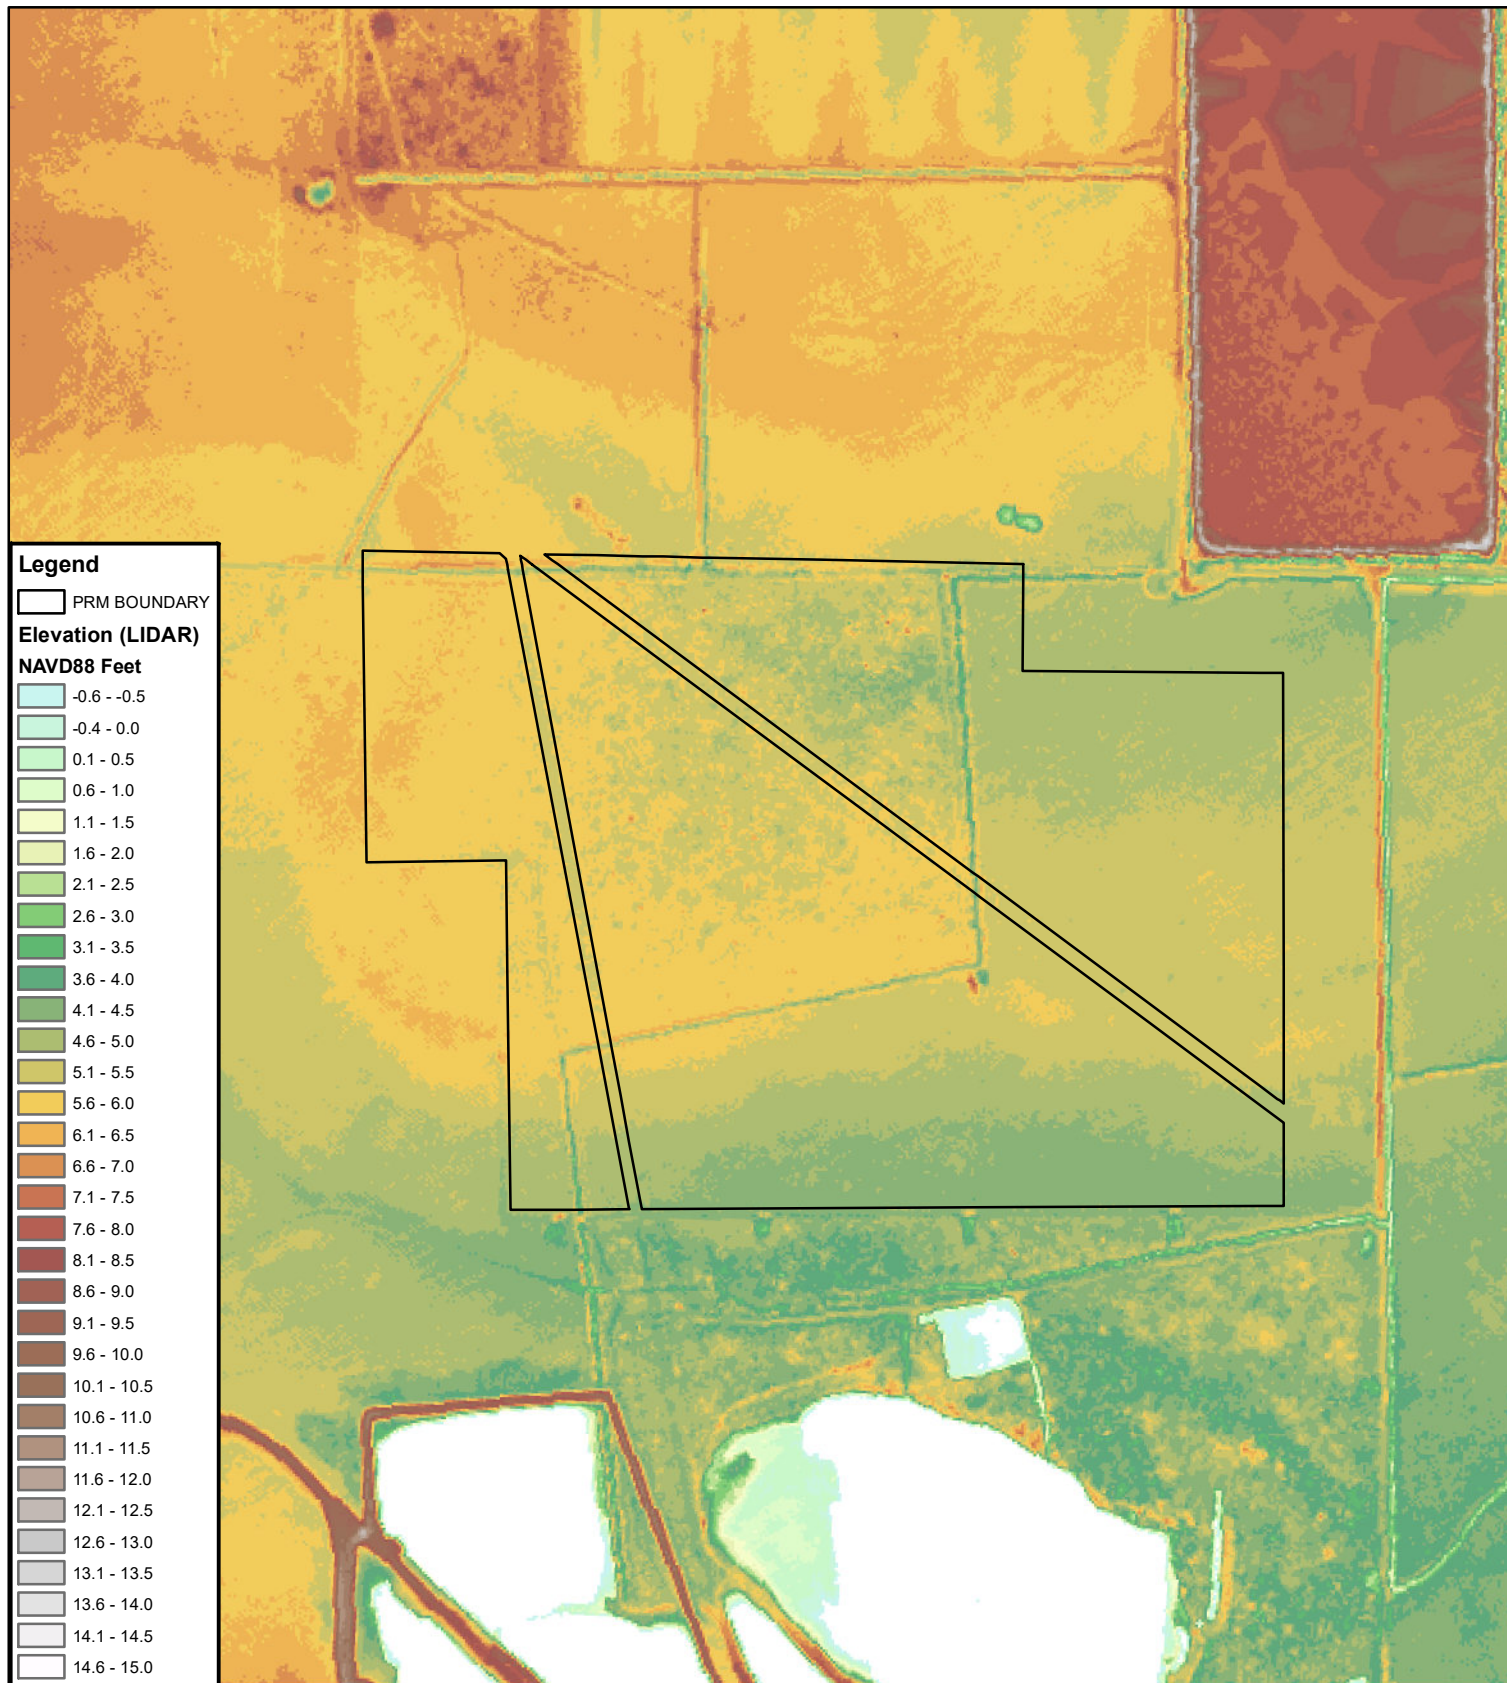 Legend
PRM BOUNDARY
Elevation (LIDAR)
NAVD88 Feet
-0.6 - -0.5
-0.4 - 0.0
0.1 - 0.5
0.6 - 1.0
1.1 - 1.5
1.6 - 2.0
2.1 - 2.5
2.6 - 3.0
3.1 - 3.5
3.6 - 4.0
4.1 - 4.5
4.6 - 5.0
5.1 - 5.5
5.6 - 6.0
6.1 - 6.5
6.6 - 7.0
7.1 - 7.5
7.6 - 8.0
8.1 - 8.5
8.6 - 9.0
9.1 - 9.5
9.6 - 10.0
10.1 - 10.5
10.6 - 11.0
11.1 - 11.5
11.6 - 12.0
12.1 - 12.5
12.6 - 13.0
13.1 - 13.5
13.6 - 14.0
14.1 - 14.5
14.6 - 15.0